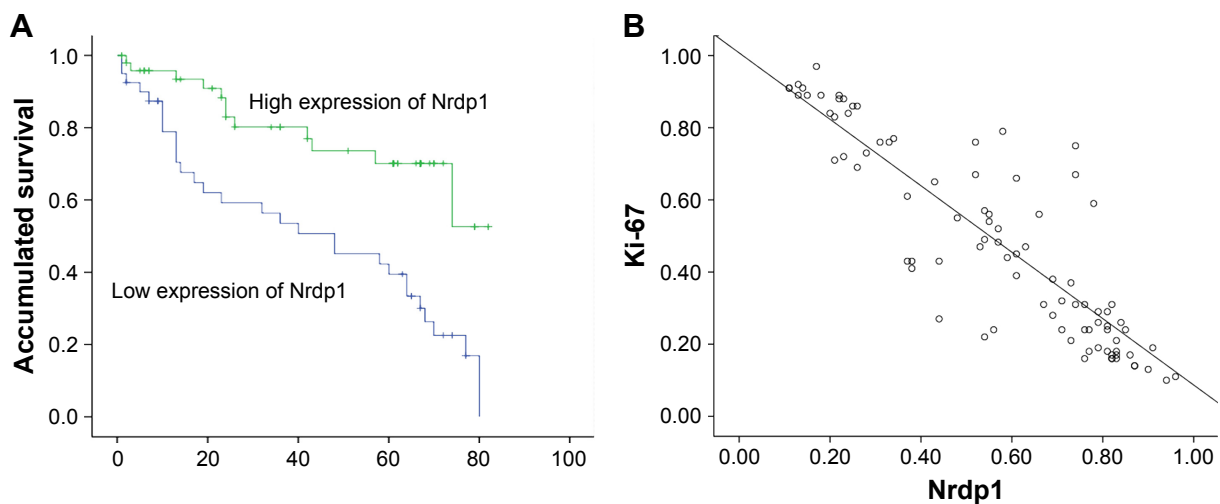 A
Accumulated survival
1.0
0.8
0.6
0.4
0.2
0.0
High expression of Nrdp1
Low expression of Nrdp1
0 20 40 60 80 100
B
Ki-67
1.00
0.80
0.60
0.40
0.20
0.00
0.00 0.20 0.40 0.60 0.80 1.00
Nrdp1